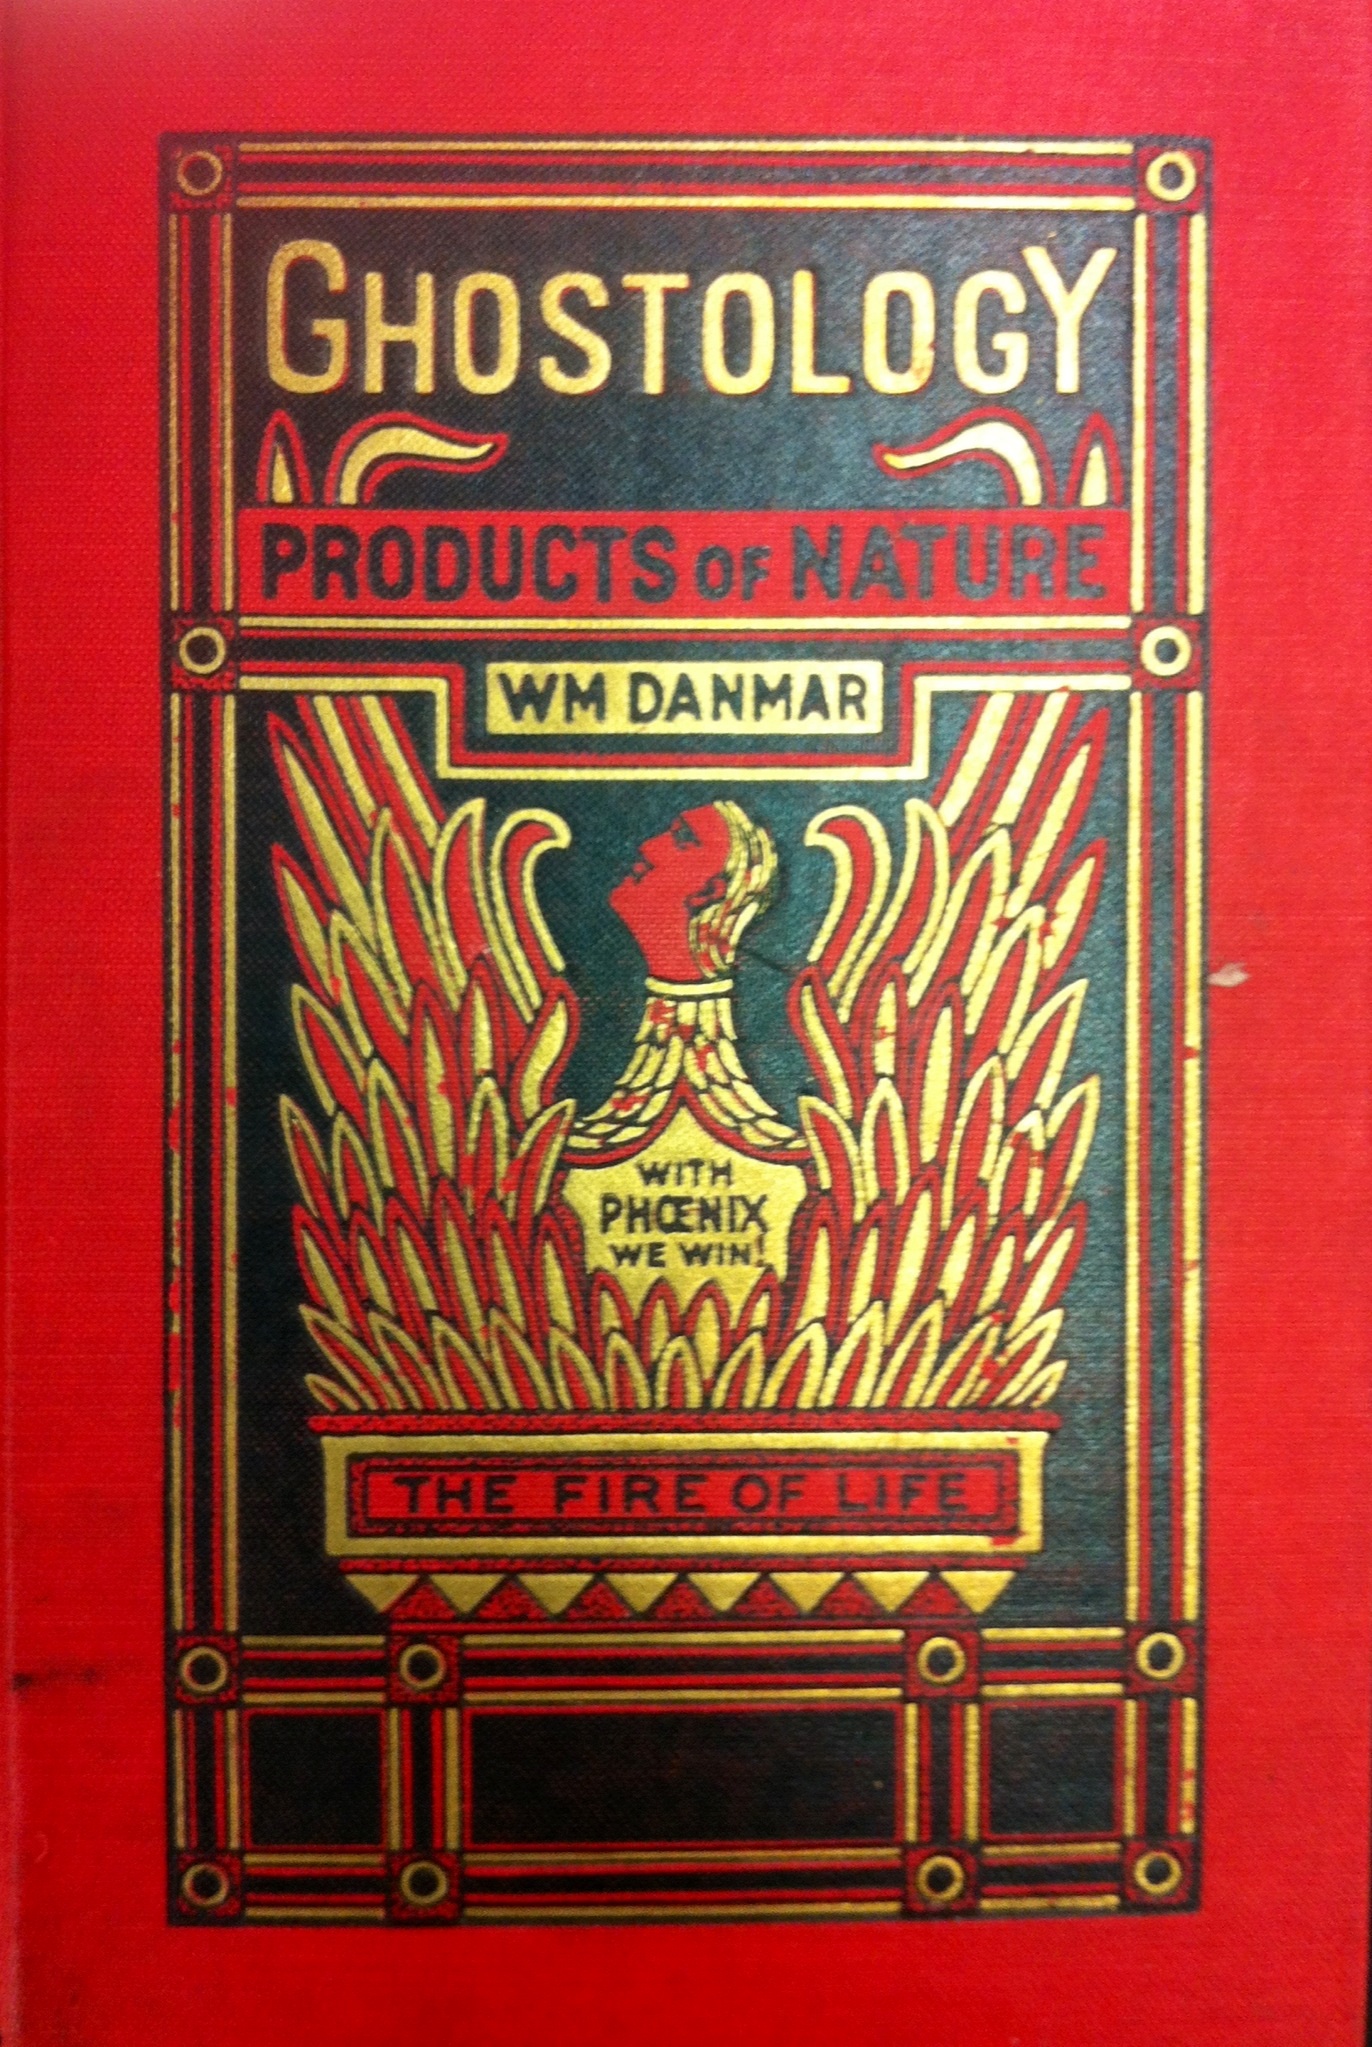 GHOSTOLOGY
PRODUCTS OF NATURE
WM DANMAR
WITH
PHŒNIX
WE WIN!
THE FIRE OF LIFE